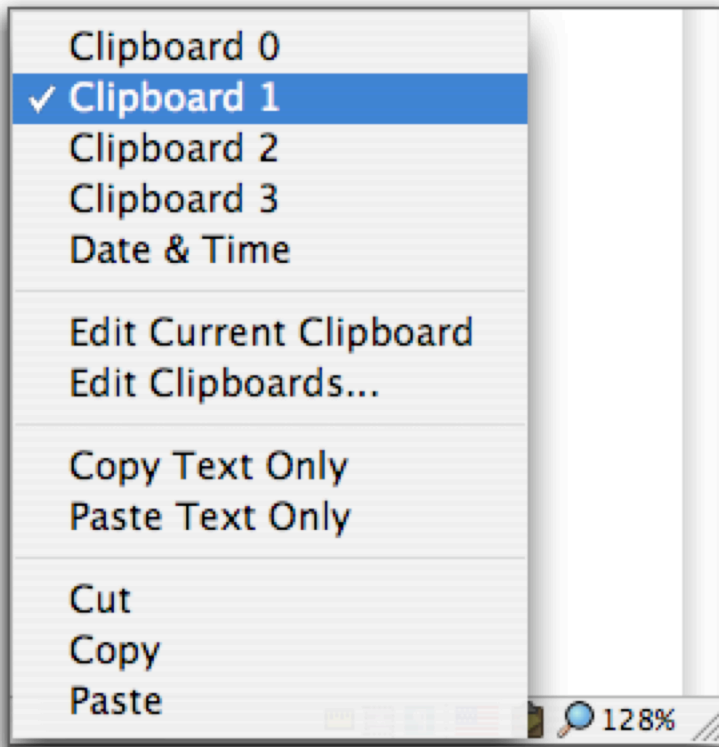 Clipboard 0
✓ Clipboard 1
Clipboard 2
Clipboard 3
Date & Time
Edit Current Clipboard
Edit Clipboards...
Copy Text Only
Paste Text Only
Cut
Copy
Paste
128%